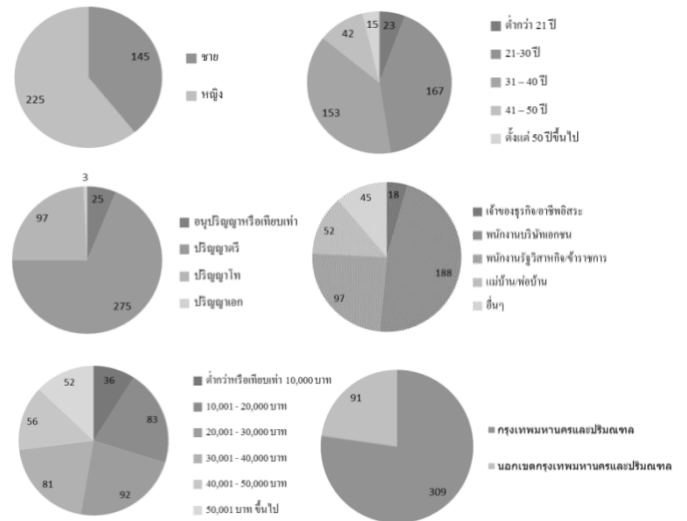 145
225
ชาย
หญิง
15
23
42
167
153
ต่ำกว่า 21 ปี
21-30 ปี
31 – 40 ปี
41 – 50 ปี
ตั้งแต่ 50 ปีขึ้นไป
3
25
97
275
อนุปริญญาหรือเทียบเท่า
ปริญญาตรี
ปริญญาโท
ปริญญาเอก
45
18
52
188
97
เจ้าของธุรกิจ/อาชีพอิสระ
พนักงานบริษัทเอกชน
พนักงานรัฐวิสาหกิจ/ข้าราชการ
แม่บ้าน/พ่อบ้าน
อื่นๆ
52
36
56
83
81
92
ต่ำกว่าหรือเทียบเท่า 10,000 บาท
10,001 - 20,000 บาท
20,001 - 30,000 บาท
30,001 - 40,000 บาท
40,001 - 50,000 บาท
50,001 บาท ขึ้นไป
91
309
กรุงเทพมหานครและปริมณฑล
นอกเขตกรุงเทพมหานครและปริมณฑล